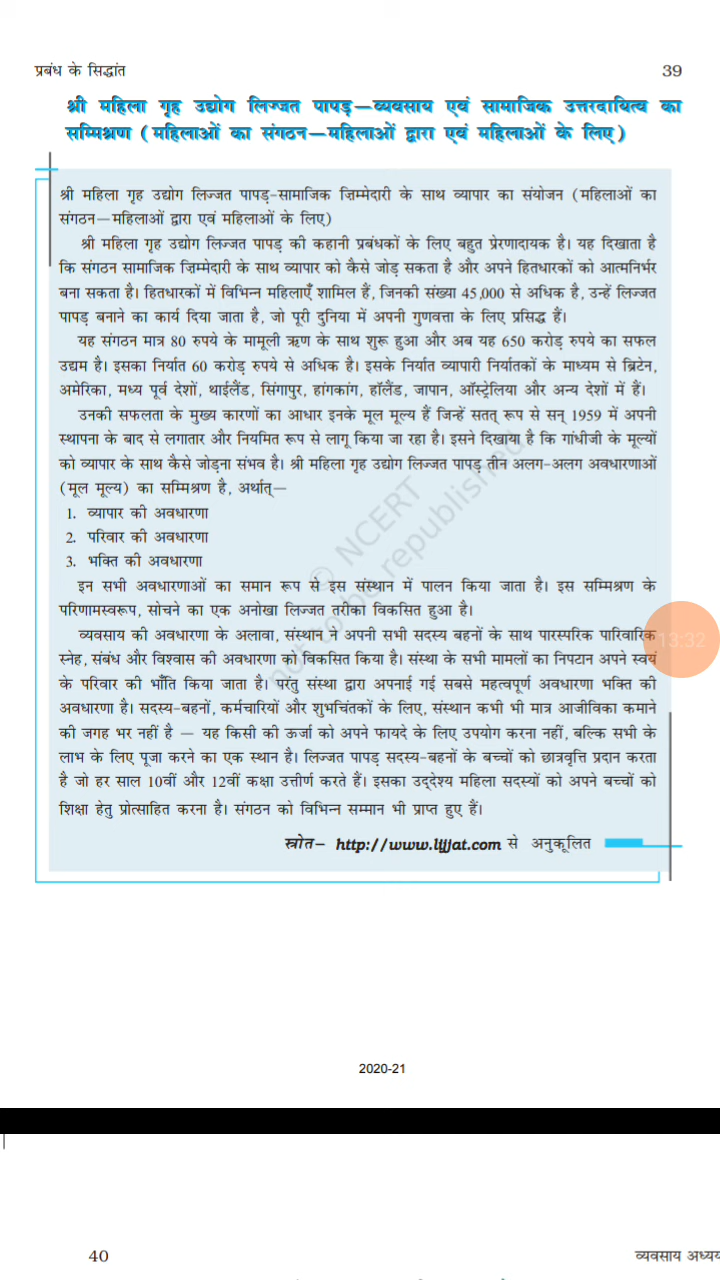 प्रबंध के सिद्धांत 39
श्री महिला गृह उद्योग लिज्जत पापड़—व्यवसाय एवं सामाजिक उत्तरदायित्व का
सम्मिश्रण (महिलाओं का संगठन—महिलाओं द्वारा एवं महिलाओं के लिए)
श्री महिला गृह उद्योग लिज्जत पापड़-सामाजिक ज़िम्मेदारी के साथ व्यापार का संयोजन (महिलाओं का
संगठन—महिलाओं द्वारा एवं महिलाओं के लिए)
श्री महिला गृह उद्योग लिज्जत पापड़ की कहानी प्रबंधकों के लिए बहुत प्रेरणादायक है। यह दिखाता है
कि संगठन सामाजिक ज़िम्मेदारी के साथ व्यापार को कैसे जोड़ सकता है और अपने हितधारकों को आत्मनिर्भर
बना सकता है। हितधारकों में विभिन्न महिलाएँ शामिल हैं, जिनकी संख्या 45,000 से अधिक है, उन्हें लिज्जत
पापड़ बनाने का कार्य दिया जाता है, जो पूरी दुनिया में अपनी गुणवत्ता के लिए प्रसिद्ध हैं।
यह संगठन मात्र 80 रुपये के मामूली ऋण के साथ शुरू हुआ और अब यह 650 करोड़ रुपये का सफल
उद्यम है। इसका निर्यात 60 करोड़ रुपये से अधिक है। इसके निर्यात व्यापारी निर्यातकों के माध्यम से ब्रिटेन,
अमेरिका, मध्य पूर्व देशों, थाईलैंड, सिंगापुर, हांगकांग, हॉलैंड, जापान, ऑस्ट्रेलिया और अन्य देशों में हैं।
उनकी सफलता के मुख्य कारणों का आधार इनके मूल मूल्य हैं जिन्हें सतत् रूप से सन् 1959 में अपनी
स्थापना के बाद से लगातार और नियमित रूप से लागू किया जा रहा है। इसने दिखाया है कि गांधीजी के मूल्यों
को व्यापार के साथ कैसे जोड़ना संभव है। श्री महिला गृह उद्योग लिज्जत पापड़ तीन अलग-अलग अवधारणाओं
(मूल मूल्य) का सम्मिश्रण है, अर्थात्—
1. व्यापार की अवधारणा
2. परिवार की अवधारणा
3. भक्ति की अवधारणा
इन सभी अवधारणाओं का समान रूप से इस संस्थान में पालन किया जाता है। इस सम्मिश्रण के
परिणामस्वरूप, सोचने का एक अनोखा लिज्जत तरीका विकसित हुआ है।
व्यवसाय की अवधारणा के अलावा, संस्थान ने अपनी सभी सदस्य बहनों के साथ पारस्परिक पारिवारिक
स्नेह, संबंध और विश्वास की अवधारणा को विकसित किया है। संस्था के सभी मामलों का निपटान अपने स्वयं
के परिवार की भाँति किया जाता है। परंतु संस्था द्वारा अपनाई गई सबसे महत्वपूर्ण अवधारणा भक्ति की
अवधारणा है। सदस्य-बहनों, कर्मचारियों और शुभचिंतकों के लिए, संस्थान कभी भी मात्र आजीविका कमाने
की जगह भर नहीं है — यह किसी की ऊर्जा को अपने फायदे के लिए उपयोग करना नहीं, बल्कि सभी के
लाभ के लिए पूजा करने का एक स्थान है। लिज्जत पापड़ सदस्य-बहनों के बच्चों को छात्रवृत्ति प्रदान करता
है जो हर साल 10वीं और 12वीं कक्षा उत्तीर्ण करते हैं। इसका उद्देश्य महिला सदस्यों को अपने बच्चों को
शिक्षा हेतु प्रोत्साहित करना है। संगठन को विभिन्न सम्मान भी प्राप्त हुए हैं।
स्रोत— http://www.lijjat.com से अनुकूलित
© NCERT
not to be republished
13:32
2020-21
40 व्यवसाय अध्यय